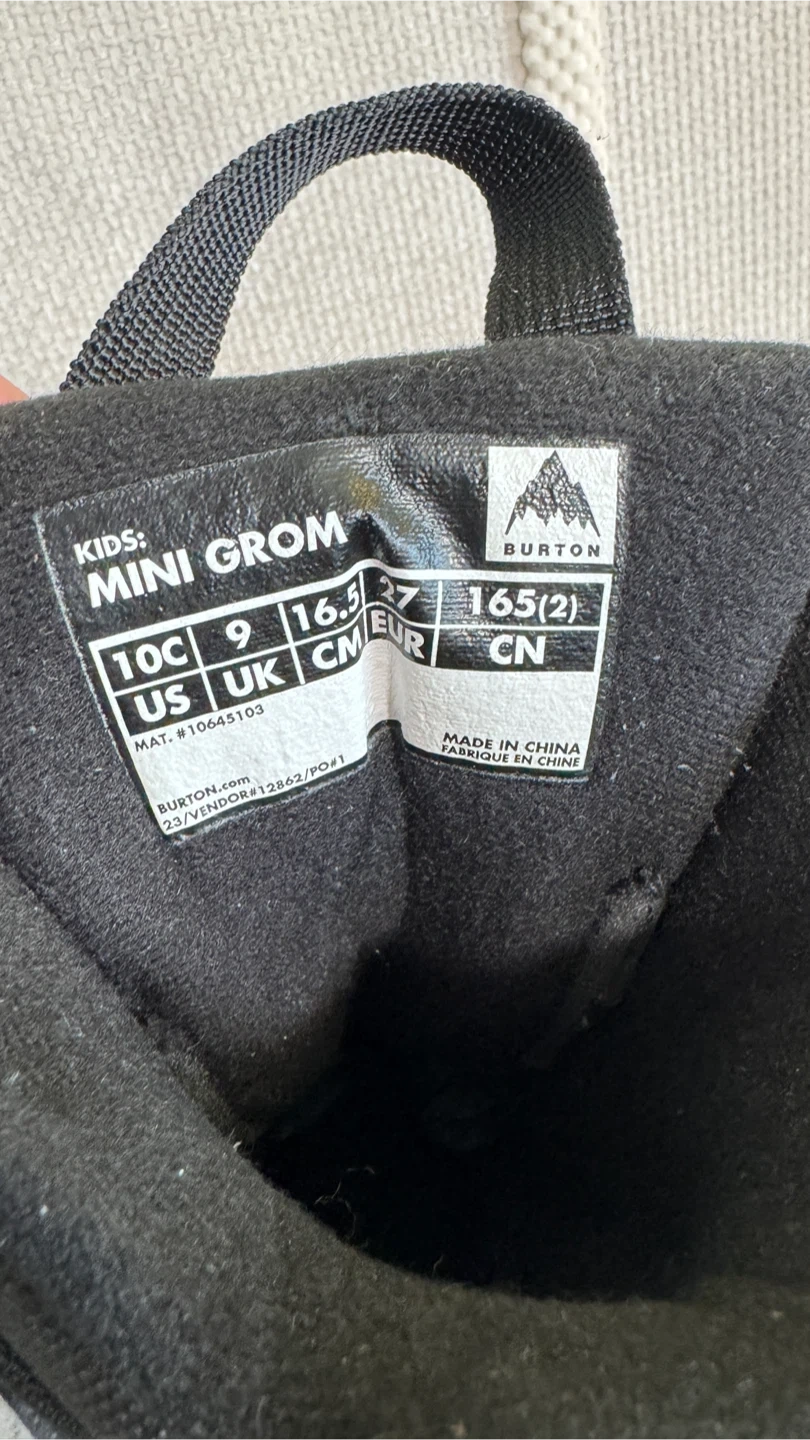 BURTON
KIDS:
MINI GROM
10C 9 16.5 27 165(2)
US UK CM EUR CN
MAT. #10645103
MADE IN CHINA
FABRIQUE EN CHINE
BURTON.com
23/VENDOR#12862/PO#1